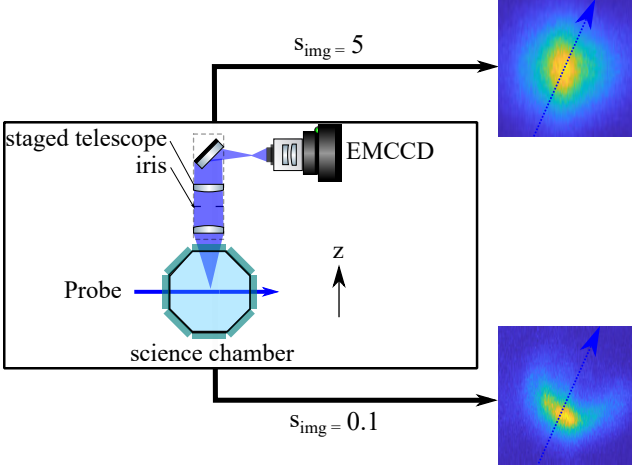 s_img = 5
staged telescope
iris
EMCCD
z
Probe
science chamber
s_img = 0.1